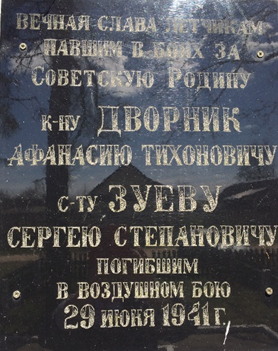 ВЕЧНАЯ СЛАВА ЛЕТЧИКАМ
ПАВШИМ В БОЯХ ЗА
СОВЕТСКУЮ РОДИНУ
К-НУ ДВОРНИК
АФАНАСИЮ ТИХОНОВИЧУ
С-ТУ ЗУЕВУ
СЕРГЕЮ СТЕПАНОВИЧУ
ПОГИБШИМ
В ВОЗДУШНОМ БОЮ
29 ИЮНЯ 1941 Г.